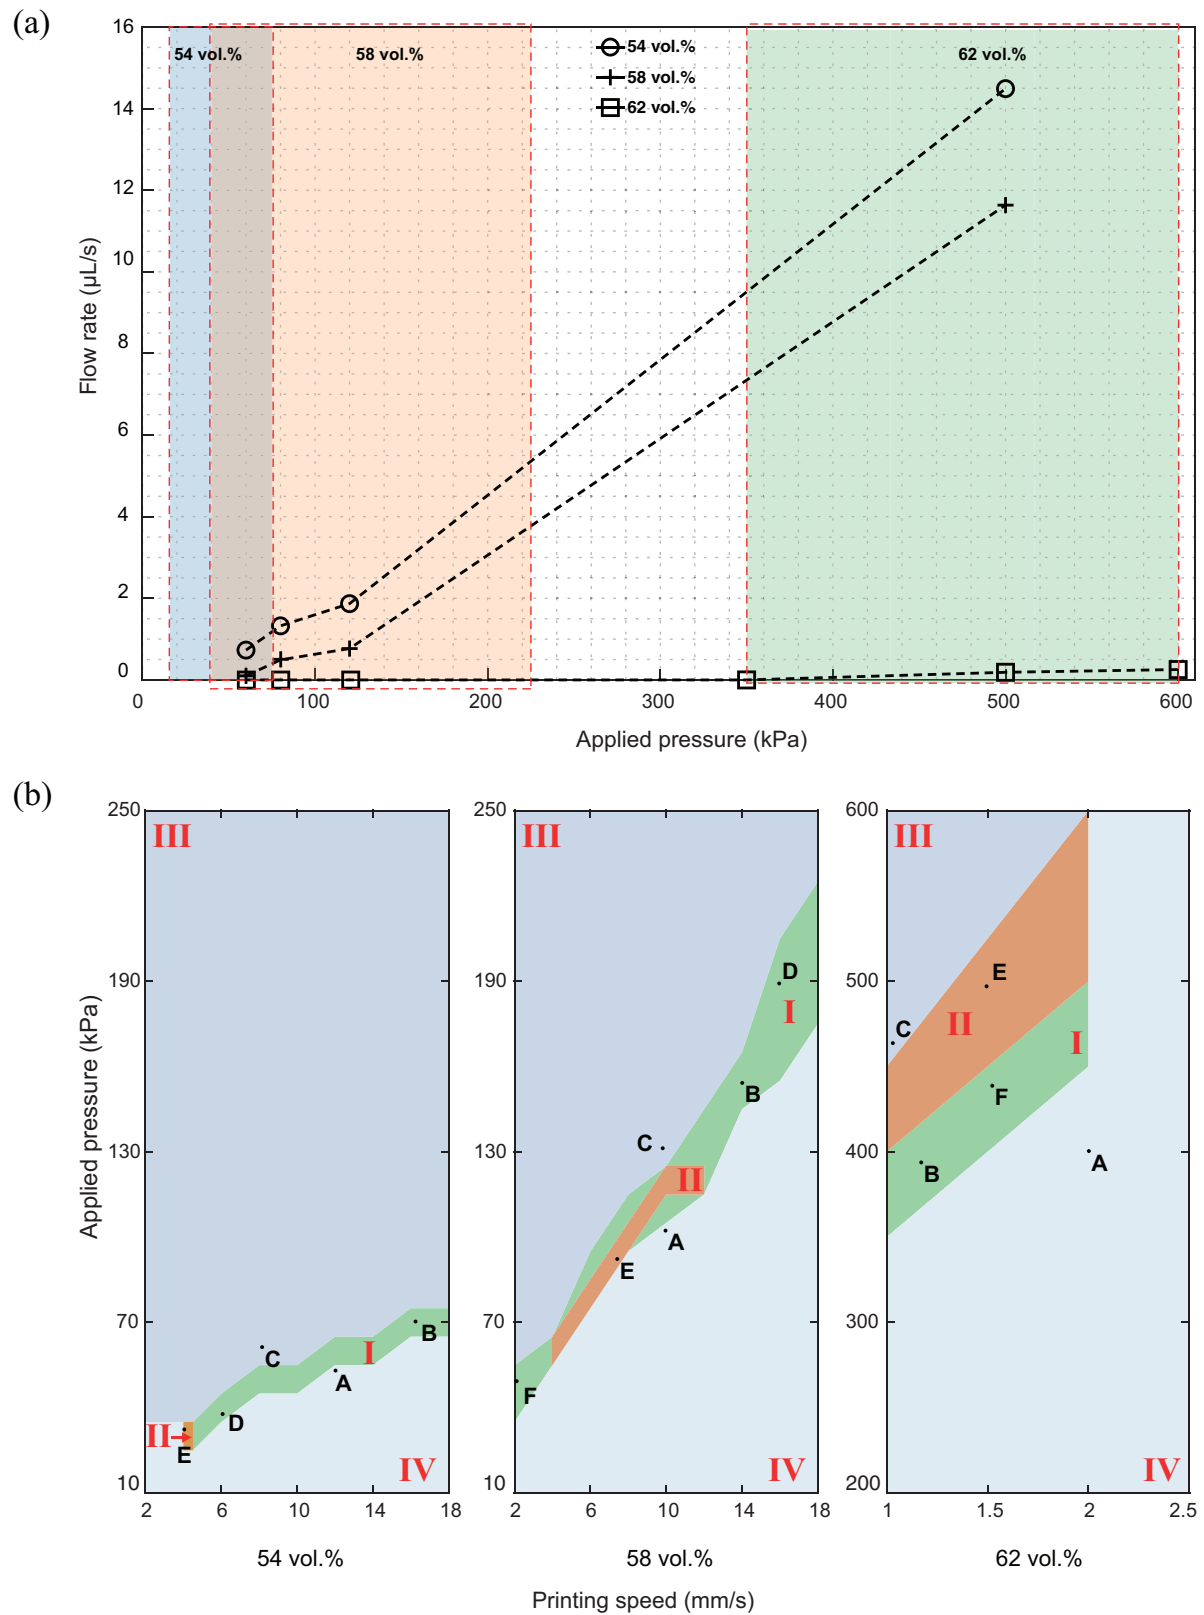 (a)
16
14
12
10
8
6
4
2
0
Flow rate (µL/s)
54 vol.%
58 vol.%
62 vol.%
54 vol.%
58 vol.%
62 vol.%
0 100 200 300 400 500 600
Applied pressure (kPa)
(b)
Applied pressure (kPa)
250
190
130
70
10
III
C
I
B
A
D
II
E
IV
2 6 10 14 18
54 vol.%
250
190
130
70
10
III
D
I
B
C
II
A
E
F
IV
2 6 10 14 18
58 vol.%
600
500
400
300
200
III
E
C
II
I
F
B
A
IV
1 1.5 2 2.5
62 vol.%
Printing speed (mm/s)